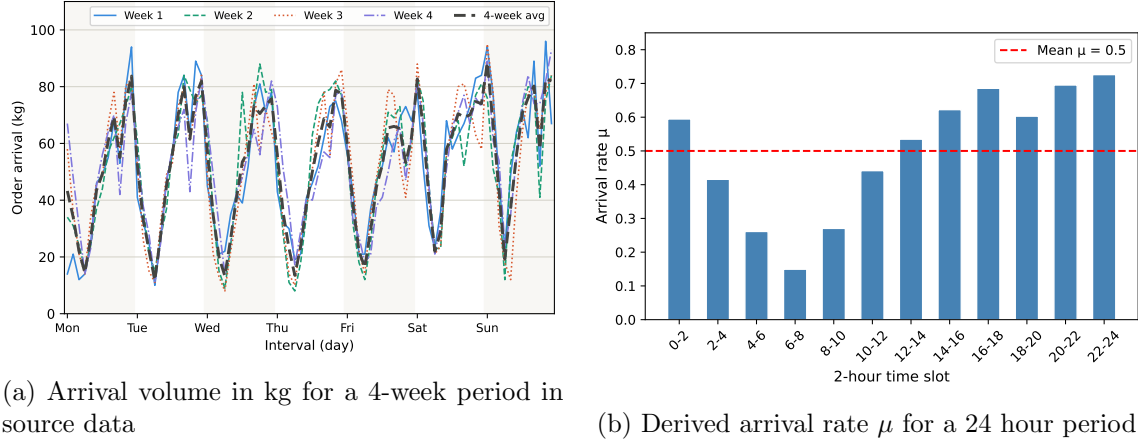 Week 1 Week 2 Week 3 Week 4 4-week avg
100
80
60
40
20
0
Order arrival (kg)
Mon Tue Wed Thu Fri Sat Sun
Interval (day)
(a) Arrival volume in kg for a 4-week period in
source data
Mean μ = 0.5
0.8
0.7
0.6
0.5
0.4
0.3
0.2
0.1
0.0
Arrival rate μ
0-2 2-4 4-6 6-8 8-10 10-12 12-14 14-16 16-18 18-20 20-22 22-24
2-hour time slot
(b) Derived arrival rate μ for a 24 hour period